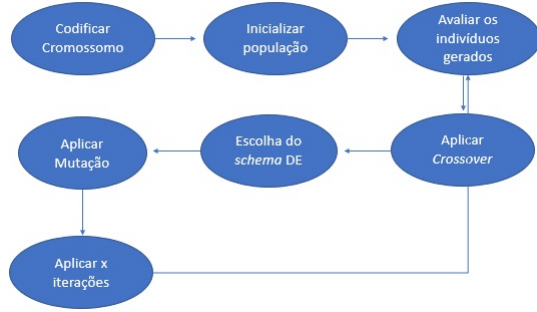 Codificar
Cromossomo
Inicializar
população
Avaliar os
indivíduos
gerados
Aplicar
Crossover
Escolha do
schema DE
Aplicar
Mutação
Aplicar x
iterações